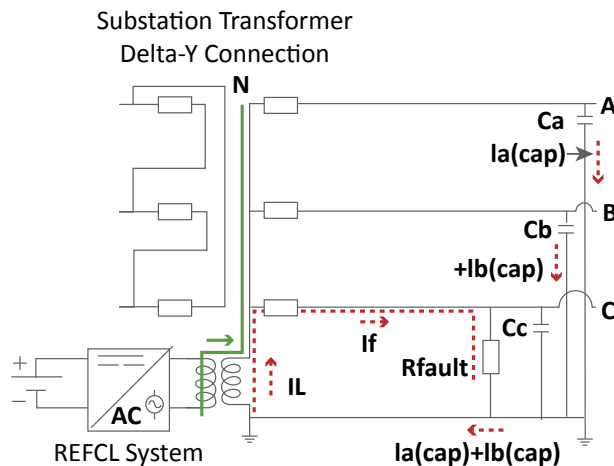 Substation Transformer
Delta-Y Connection
N
A
Ca
Ia(cap)
B
Cb
+Ib(cap)
C
Cc
If
Rfault
IL
+
−
AC
REFCL System
Ia(cap)+Ib(cap)